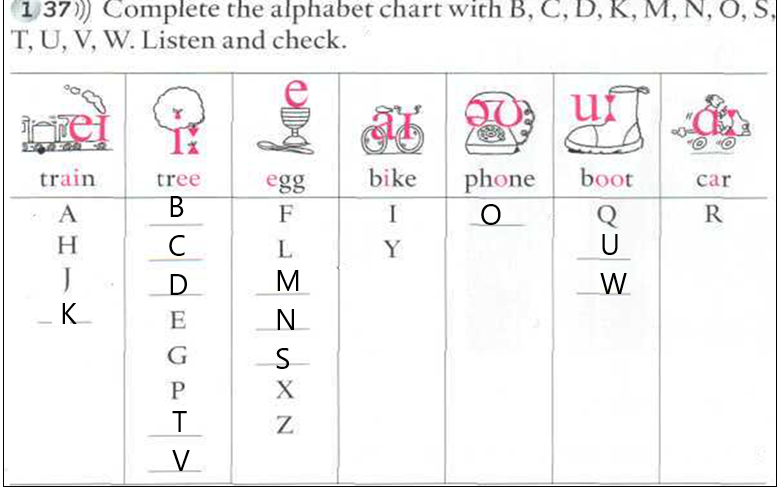 1 37))) Complete the alphabet chart with B, C, D, K, M, N, O, S,
T, U, V, W. Listen and check.
eɪ iː e aɪ əʊ uː ɑː
train tree egg bike phone boot car
A B F I O Q R
H C L Y U
J D M W
K E N
G S
P X
T Z
V